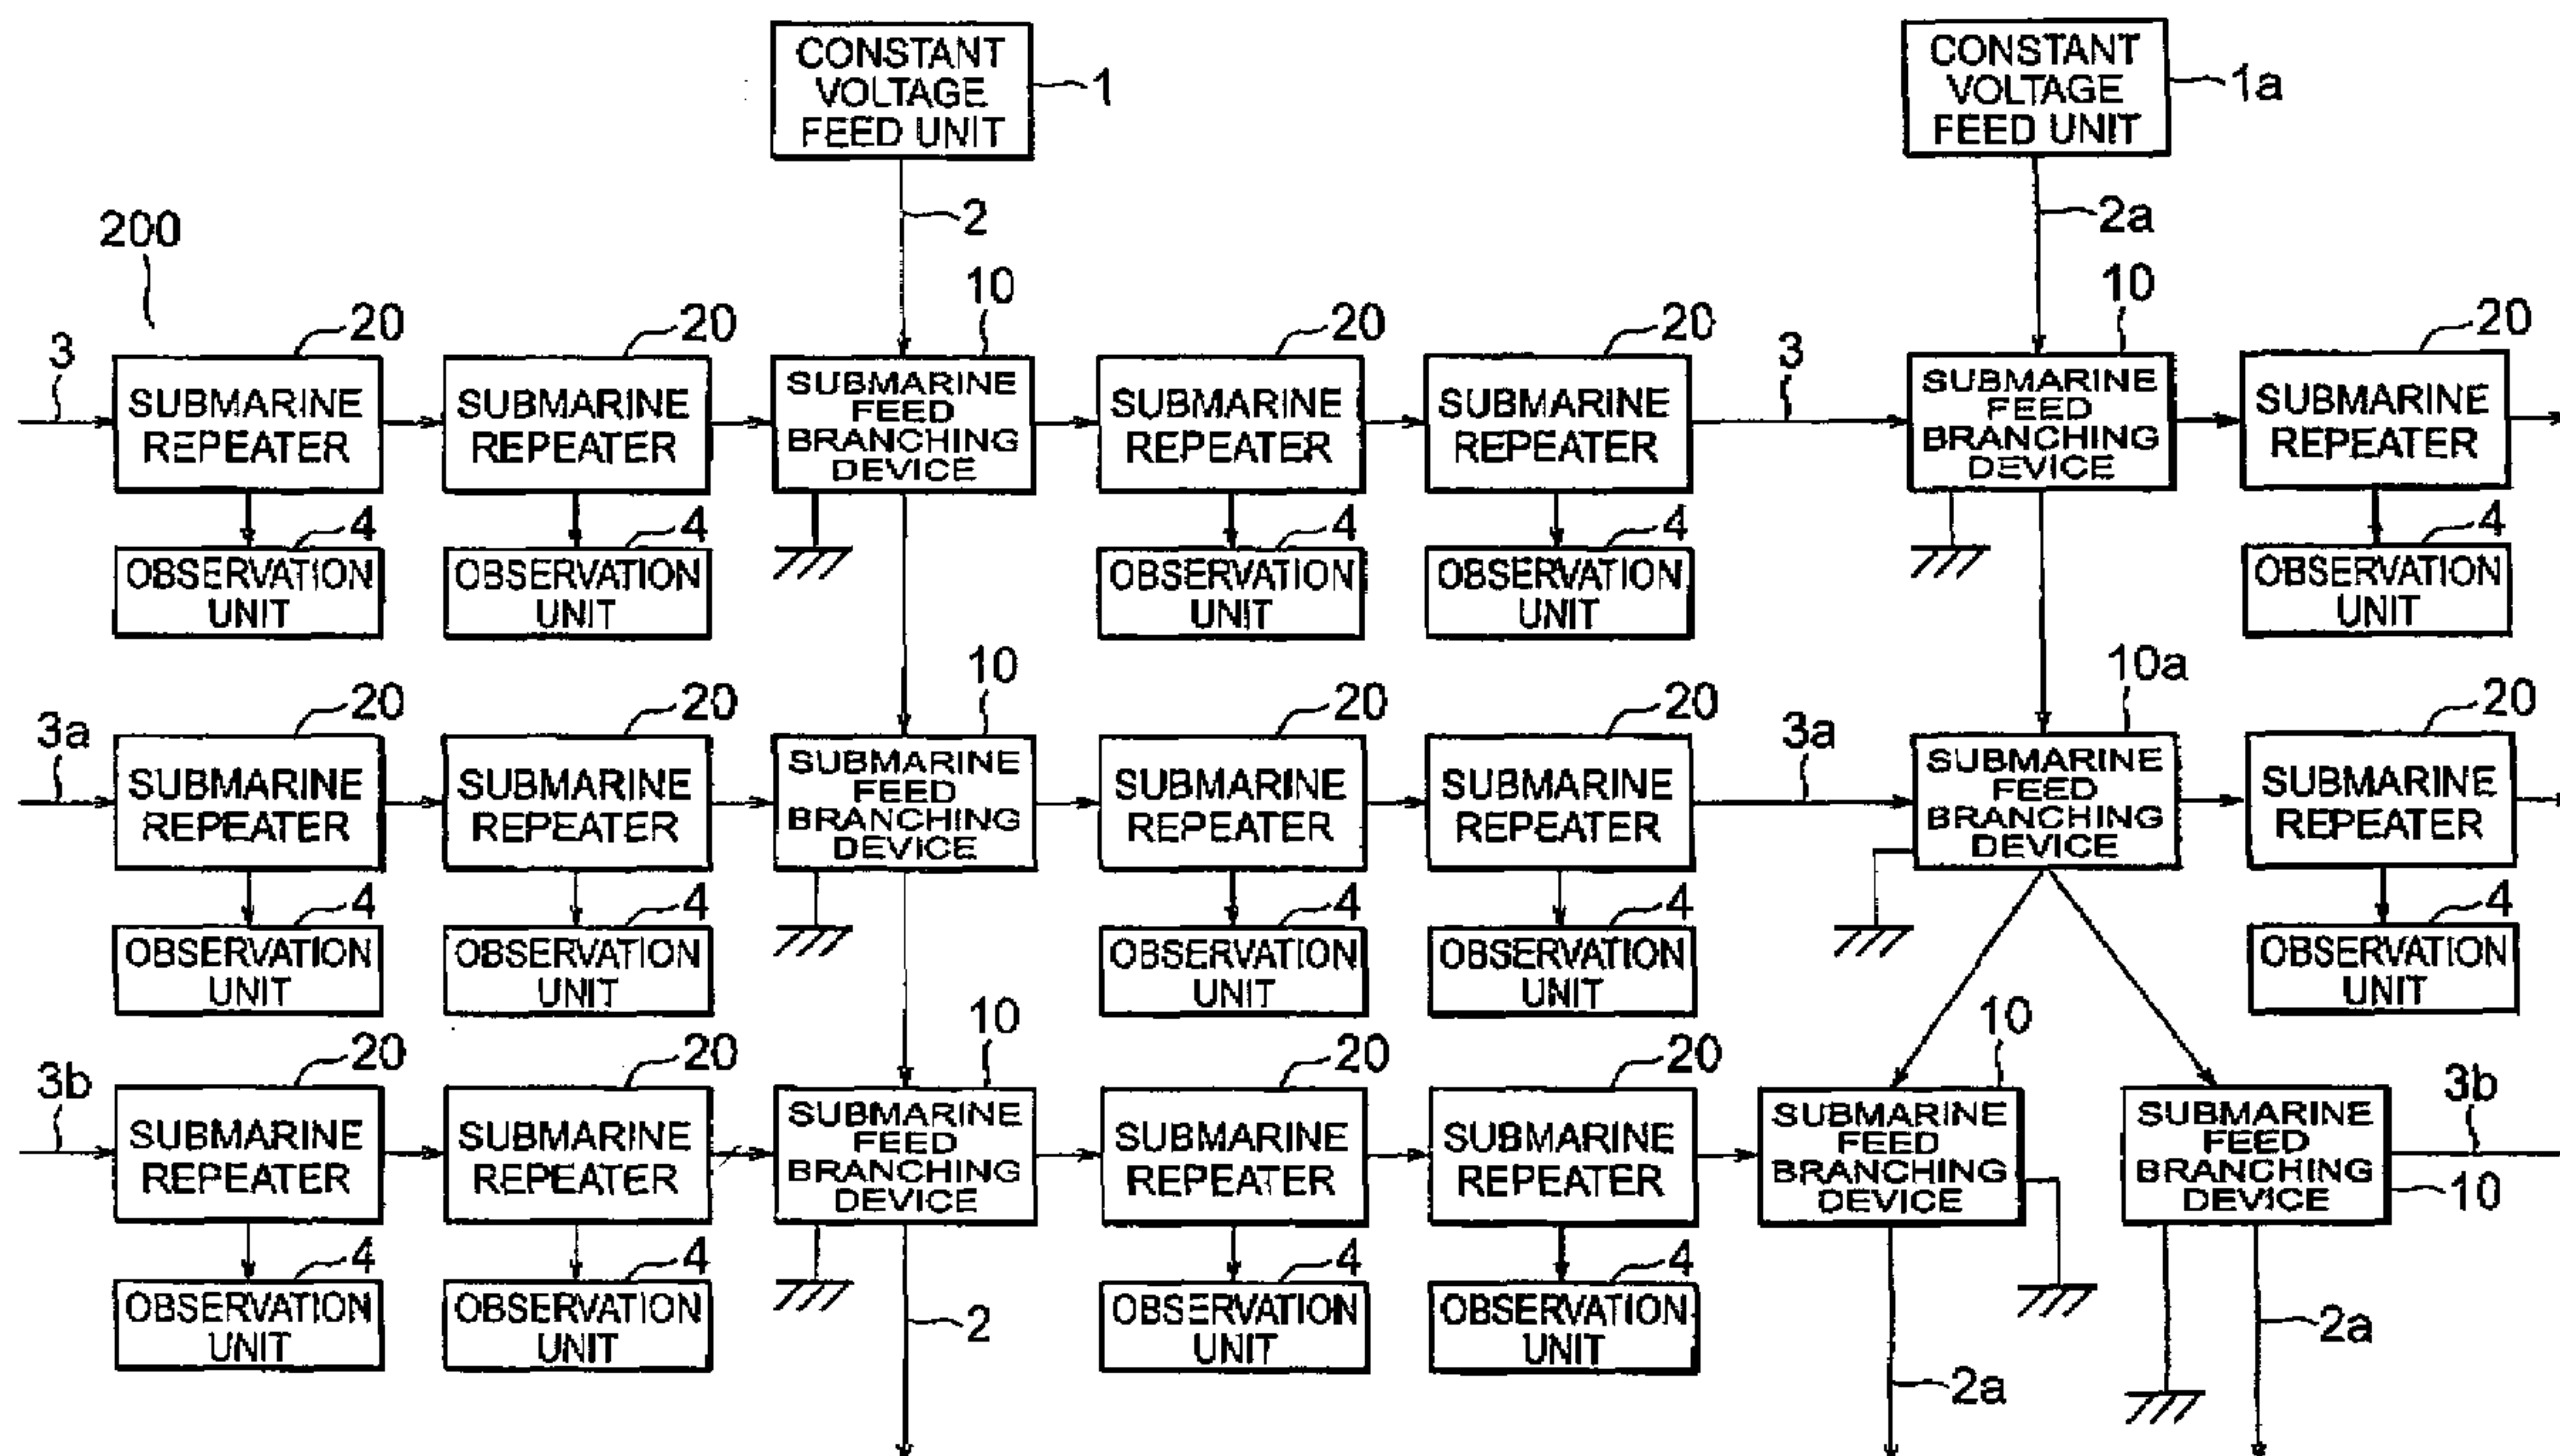 CONSTANT
VOLTAGE
FEED UNIT
1
CONSTANT
VOLTAGE
FEED UNIT
1a
2
2a
200
3
20
SUBMARINE
REPEATER
20
SUBMARINE
REPEATER
10
SUBMARINE
FEED
BRANCHING
DEVICE
20
SUBMARINE
REPEATER
20
SUBMARINE
REPEATER
3
10
SUBMARINE
FEED
BRANCHING
DEVICE
20
SUBMARINE
REPEATER
4
OBSERVATION
UNIT
4
OBSERVATION
UNIT
4
OBSERVATION
UNIT
4
OBSERVATION
UNIT
4
OBSERVATION
UNIT
3a
20
SUBMARINE
REPEATER
20
SUBMARINE
REPEATER
10
SUBMARINE
FEED
BRANCHING
DEVICE
20
SUBMARINE
REPEATER
20
SUBMARINE
REPEATER
3a
10a
SUBMARINE
FEED
BRANCHING
DEVICE
20
SUBMARINE
REPEATER
4
OBSERVATION
UNIT
4
OBSERVATION
UNIT
4
OBSERVATION
UNIT
4
OBSERVATION
UNIT
4
OBSERVATION
UNIT
3b
20
SUBMARINE
REPEATER
20
SUBMARINE
REPEATER
10
SUBMARINE
FEED
BRANCHING
DEVICE
20
SUBMARINE
REPEATER
20
SUBMARINE
REPEATER
10
SUBMARINE
FEED
BRANCHING
DEVICE
SUBMARINE
FEED
BRANCHING
DEVICE
3b
10
4
OBSERVATION
UNIT
4
OBSERVATION
UNIT
2
4
OBSERVATION
UNIT
4
OBSERVATION
UNIT
2a
2a